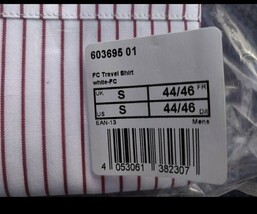 603695 01
FC Travel Shirt
white-FC
UK S 44/46 FR
US S 44/46 D/I
EAN-13 Mens
4 053061 382307